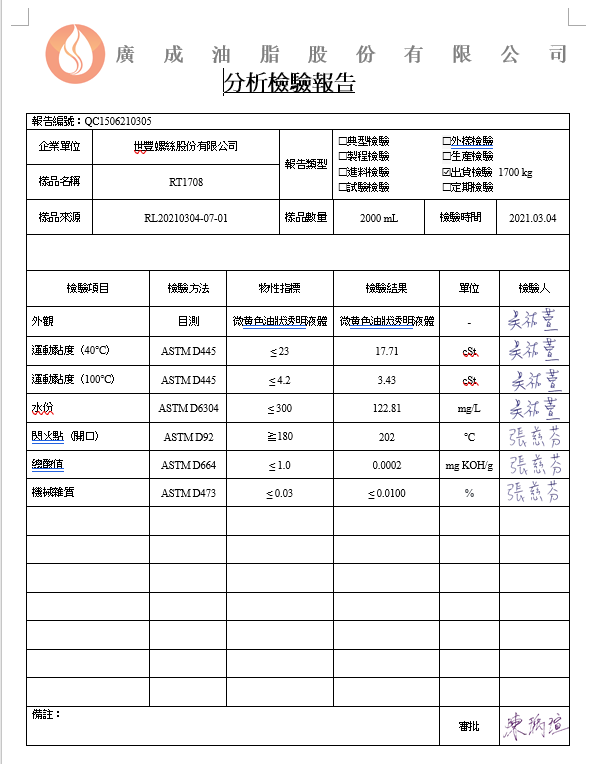 廣成油脂股份有限公司
分析檢驗報告
報告編號：QC1506210305
企業單位 世豐螺絲股份有限公司 報告類型 □典型檢驗 □外樣檢驗
□製程檢驗 □生產檢驗
□進料檢驗 ☑出貨檢驗 1700 kg
□試驗檢驗 □定期檢驗
樣品名稱 RT1708
樣品來源 RL20210304-07-01 樣品數量 2000 mL 檢驗時間 2021.03.04
檢驗項目 檢驗方法 物性指標 檢驗結果 單位 檢驗人
外觀 目測 微黃色油狀透明液體 微黃色油狀透明液體 - 吳祐萱
運動黏度（40℃） ASTM D445 ≤ 23 17.71 cSt 吳祐萱
運動黏度（100℃） ASTM D445 ≤ 4.2 3.43 cSt 吳祐萱
水份 ASTM D6304 ≤ 300 122.81 mg/L 吳祐萱
閃火點（開口） ASTM D92 ≧180 202 ℃ 張慈芬
總酸值 ASTM D664 ≤ 1.0 0.0002 mg KOH/g 張慈芬
機械雜質 ASTM D473 ≤ 0.03 ≤ 0.0100 % 張慈芬
備註： 審批